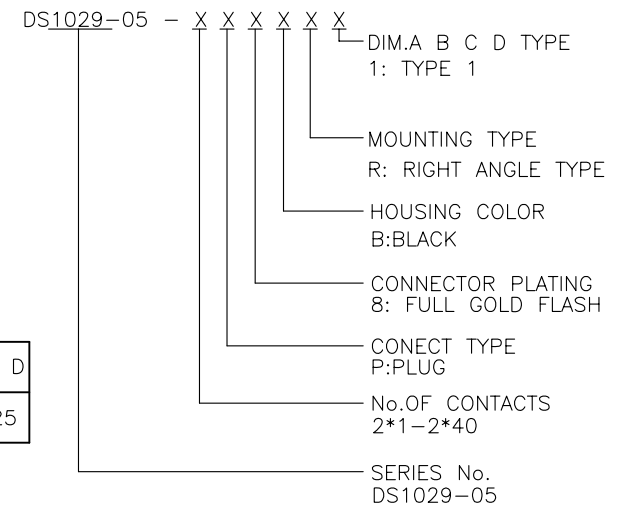 DS1029-05 - X X X X X X
DIM.A B C D TYPE
1: TYPE 1
MOUNTING TYPE
R: RIGHT ANGLE TYPE
HOUSING COLOR
B:BLACK
CONNECTOR PLATING
8: FULL GOLD FLASH
D
CONECT TYPE
P:PLUG
25
No.OF CONTACTS
2*1-2*40
SERIES No.
DS1029-05